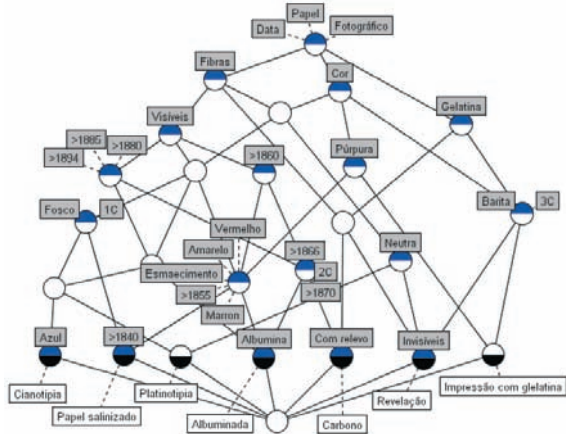 Papel
Data
Fotográfico
Fibras
Cor
Gelatina
Visíveis
>1885
>1880
>1894
>1860
Púrpura
Fosco
1C
Vermelho
Barita
3C
Amarelo
Esmaecimento
>1866
Neutra
2C
>1855
>1870
Marron
Azul
>1840
Albumina
Com relevo
Invisíveis
Cianotipia
Platinotipia
Impressão com glelatina
Papel salinizado
Albuminada
Carbono
Revelação